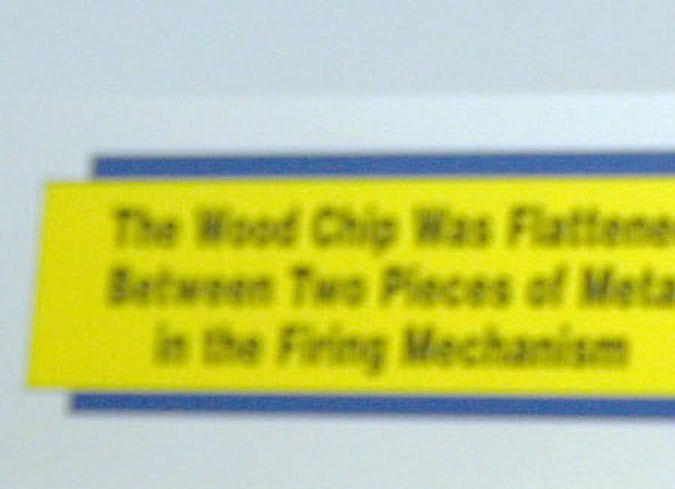 The Wood Chip Was Flattene
Between Two Pieces of Meta
in the Firing Mechanism